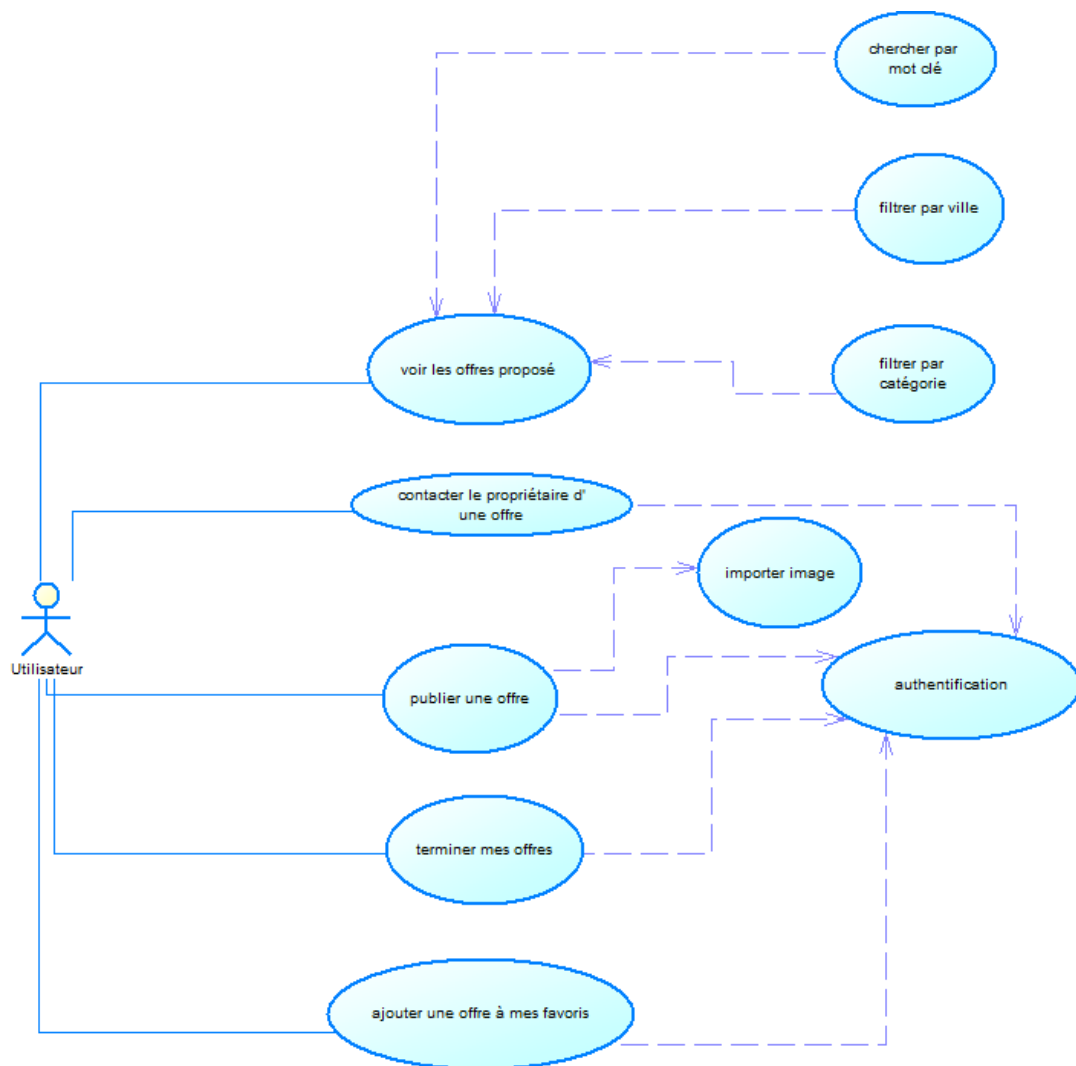 chercher par
mot clé
filtrer par ville
voir les offres proposé
filtrer par
catégorie
contacter le propriétaire d'
une offre
importer image
Utilisateur
publier une offre
authentification
terminer mes offres
ajouter une offre à mes favoris